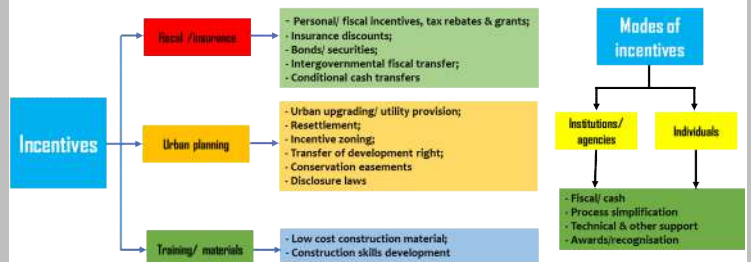 Incentives
Fiscal /insurance
- Personal/ fiscal incentives, tax rebates & grants;
- Insurance discounts;
- Bonds/ securities;
- Intergovernmental fiscal transfer;
- Conditional cash transfers
Urban planning
- Urban upgrading/ utility provision;
- Resettlement;
- Incentive zoning;
- Transfer of development right;
- Conservation easements
- Disclosure laws
Training/ materials
- Low cost construction material;
- Construction skills development
Modes of
incentives
Institutions/
agencies
Individuals
- Fiscal/ cash
- Process simplification
- Technical & other support
- Awards/recognisation